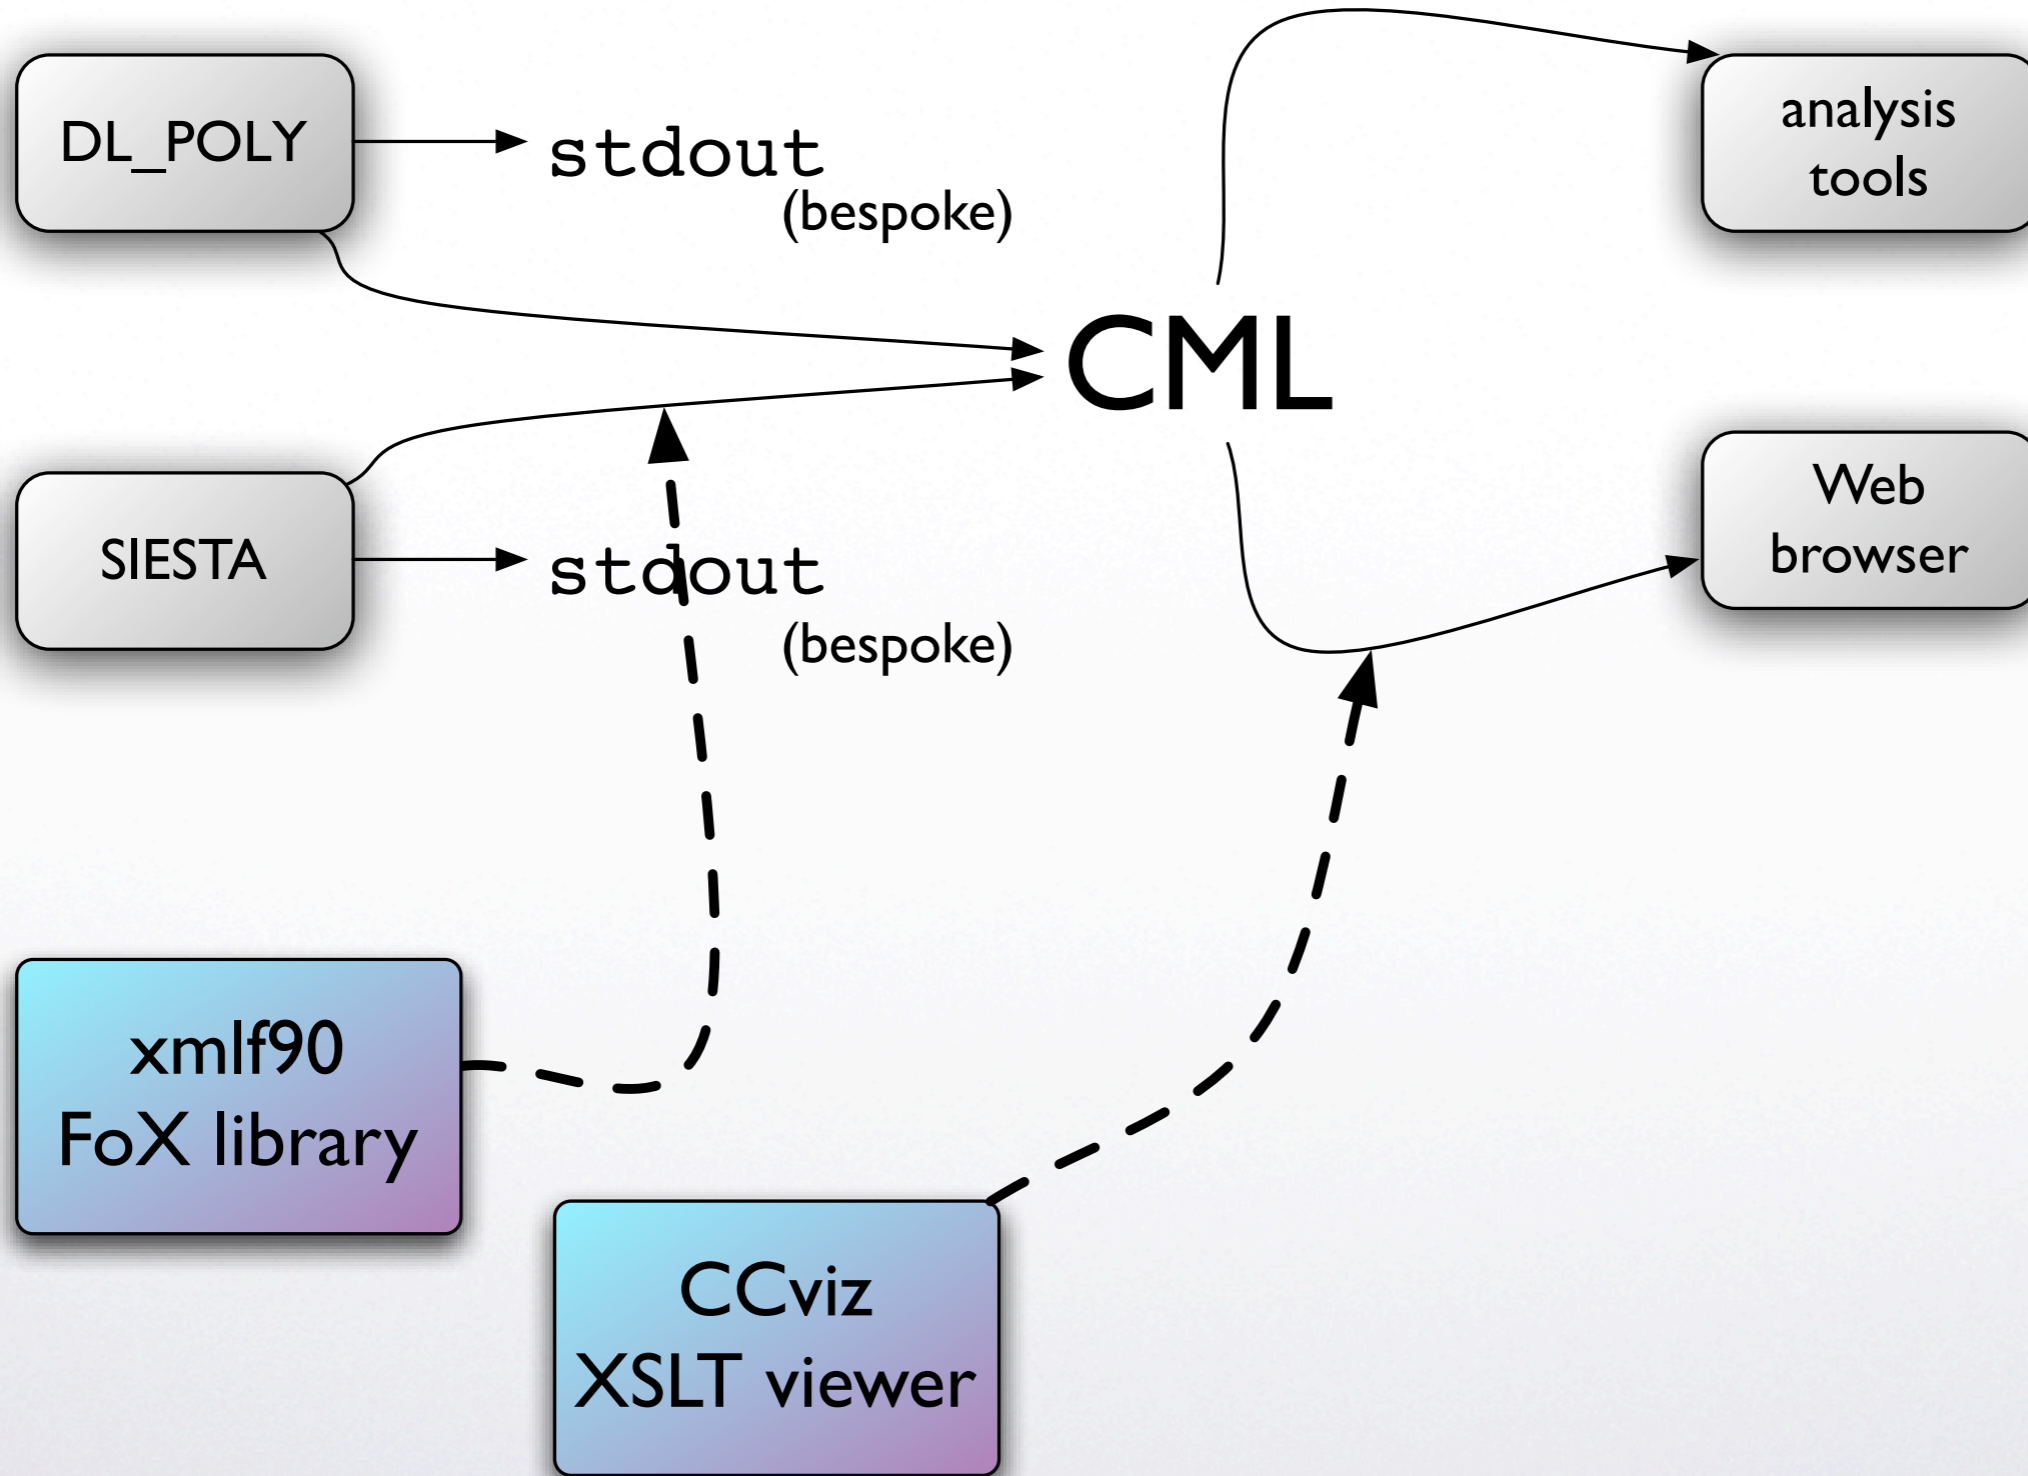 DL_POLY
stdout
(bespoke)
analysis
tools
CML
SIESTA
stdout
(bespoke)
Web
browser
xmlf90
FoX library
CCviz
XSLT viewer